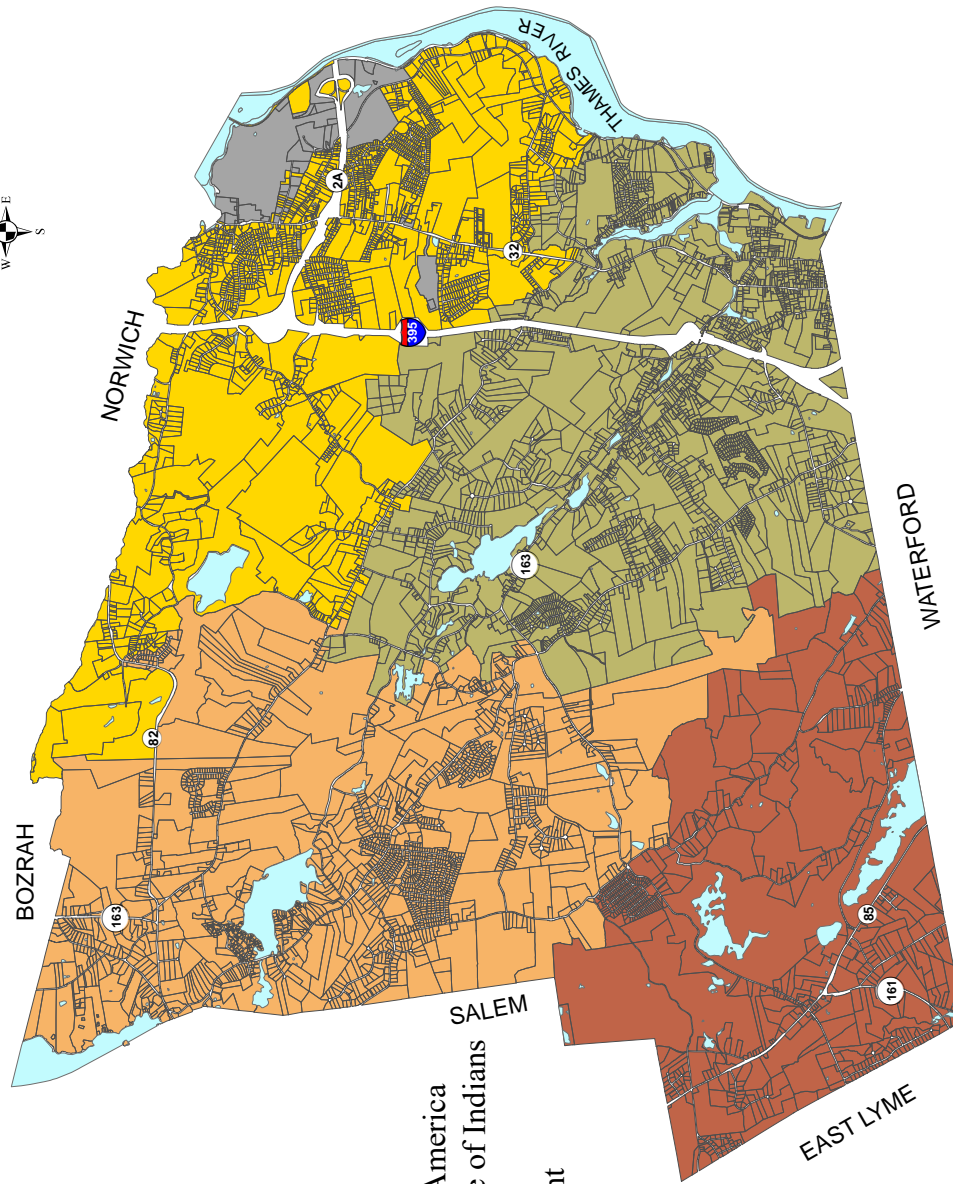 W
E
S
THAMES RIVER
2A
NORWICH
32
395
163
WATERFORD
82
BOZRAH
163
85
161
SALEM
America
e of Indians
nt
EAST LYME